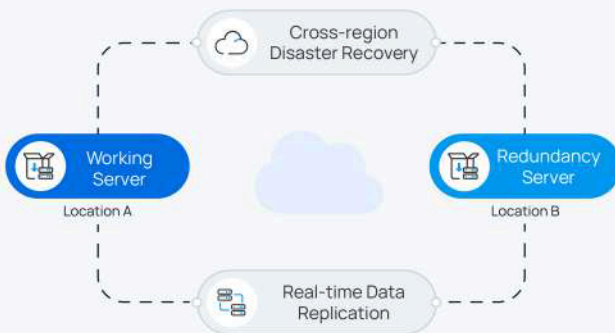 Cross-region
Disaster Recovery
Working
Server
Redundancy
Server
Location A
Location B
Real-time Data
Replication